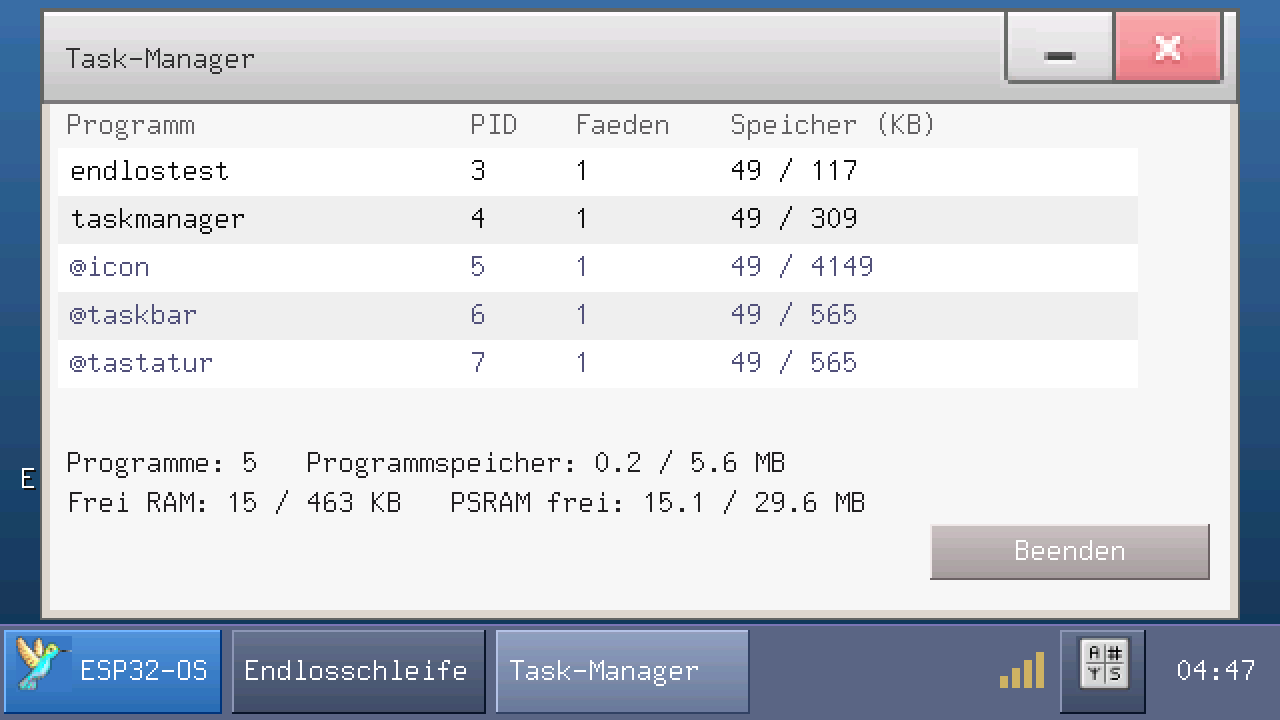 Task-Manager
Programm PID Faeden Speicher (KB)
endlostest 3 1 49 / 117
taskmanager 4 1 49 / 309
@icon 5 1 49 / 4149
@taskbar 6 1 49 / 565
@tastatur 7 1 49 / 565
Programme: 5 Programmspeicher: 0.2 / 5.6 MB
E
Frei RAM: 15 / 463 KB PSRAM frei: 15.1 / 29.6 MB
Beenden
ESP32-OS Endlosschleife Task-Manager A # Y S 04:47